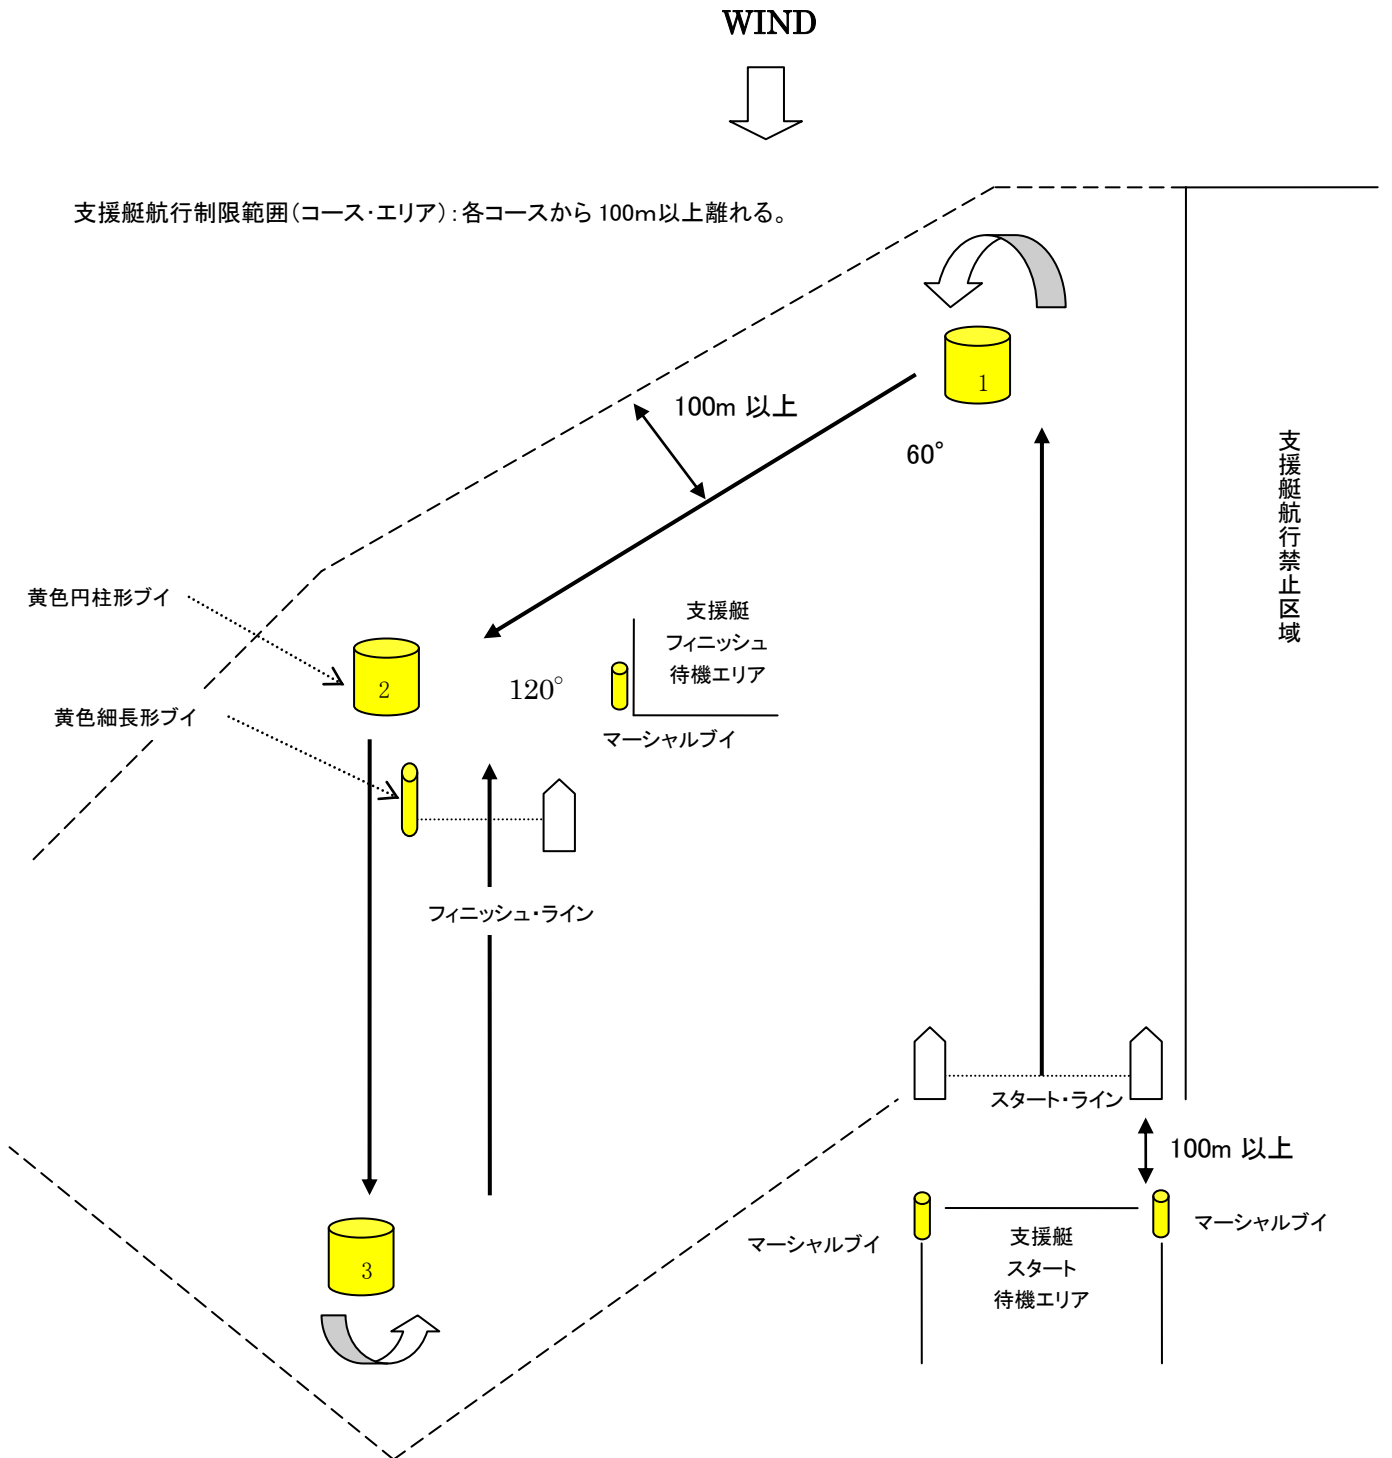 WIND
支援艇航行制限範囲(コース・エリア):各コースから 100m以上離れる。
1
100m 以上
60°
支援艇航行禁止区域
黄色円柱形ブイ
支援艇
フィニッシュ
待機エリア
2
120°
黄色細長形ブイ
マーシャルブイ
フィニッシュ・ライン
スタート・ライン
100m 以上
マーシャルブイ
マーシャルブイ
支援艇
スタート
待機エリア
3